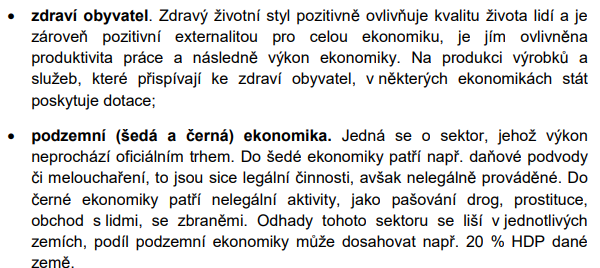 • zdraví obyvatel. Zdravý životní styl pozitivně ovlivňuje kvalitu života lidí a je
zároveň pozitivní externalitou pro celou ekonomiku, je jím ovlivněna
produktivita práce a následně výkon ekonomiky. Na produkci výrobků a
služeb, které přispívají ke zdraví obyvatel, v některých ekonomikách stát
poskytuje dotace;
• podzemní (šedá a černá) ekonomika. Jedná se o sektor, jehož výkon
neprochází oficiálním trhem. Do šedé ekonomiky patří např. daňové podvody
či melouchaření, to jsou sice legální činnosti, avšak nelegálně prováděné. Do
černé ekonomiky patří nelegální aktivity, jako pašování drog, prostituce,
obchod s lidmi, se zbraněmi. Odhady tohoto sektoru se liší v jednotlivých
zemích, podíl podzemní ekonomiky může dosahovat např. 20 % HDP dané
země.